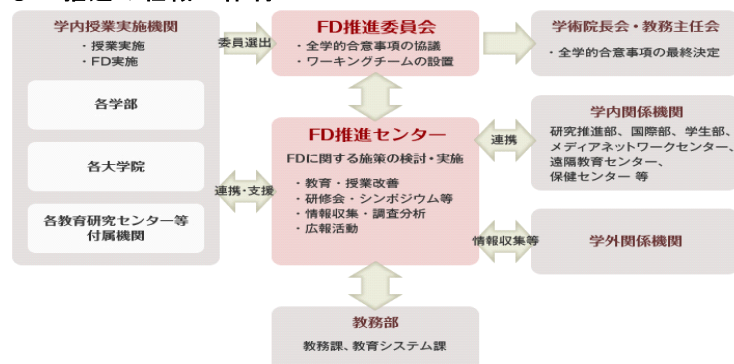 学内授業実施機関
・授業実施
・FD実施
各学部
各大学院
各教育研究センター等
付属機関
委員選出
FD推進委員会
・全学的合意事項の協議
・ワーキングチームの設置
学術院長会・教務主任会
・全学的合意事項の最終決定
連携・支援
FD推進センター
FDに関する施策の検討・実施
・教育・授業改善
・研修会・シンポジウム等
・情報収集・調査分析
・広報活動
連携
学内関係機関
研究推進部、国際部、学生部、
メディアネットワークセンター、
遠隔教育センター、
保健センター 等
情報収集等
学外関係機関
教務部
教務課、教育システム課